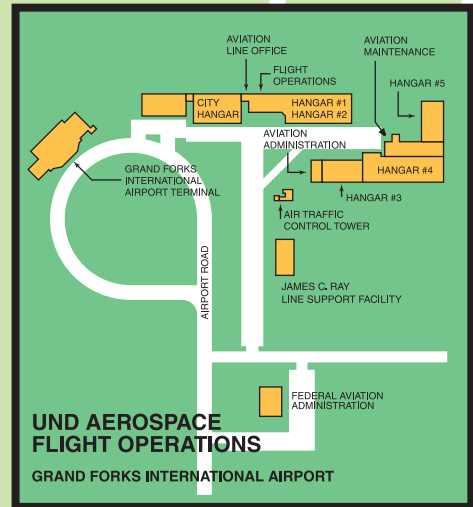 AVIATION
LINE OFFICE
FLIGHT
OPERATIONS
AVIATION
MAINTENANCE
HANGAR #5
CITY
HANGAR
HANGAR #1
HANGAR #2
AVIATION
ADMINISTRATION
HANGAR #4
HANGAR #3
GRAND FORKS
INTERNATIONAL
AIRPORT TERMINAL
AIR TRAFFIC
CONTROL TOWER
AIRPORT ROAD
JAMES C. RAY
LINE SUPPORT FACILITY
FEDERAL AVIATION
ADMINISTRATION
UND AEROSPACE
FLIGHT OPERATIONS
GRAND FORKS INTERNATIONAL AIRPORT